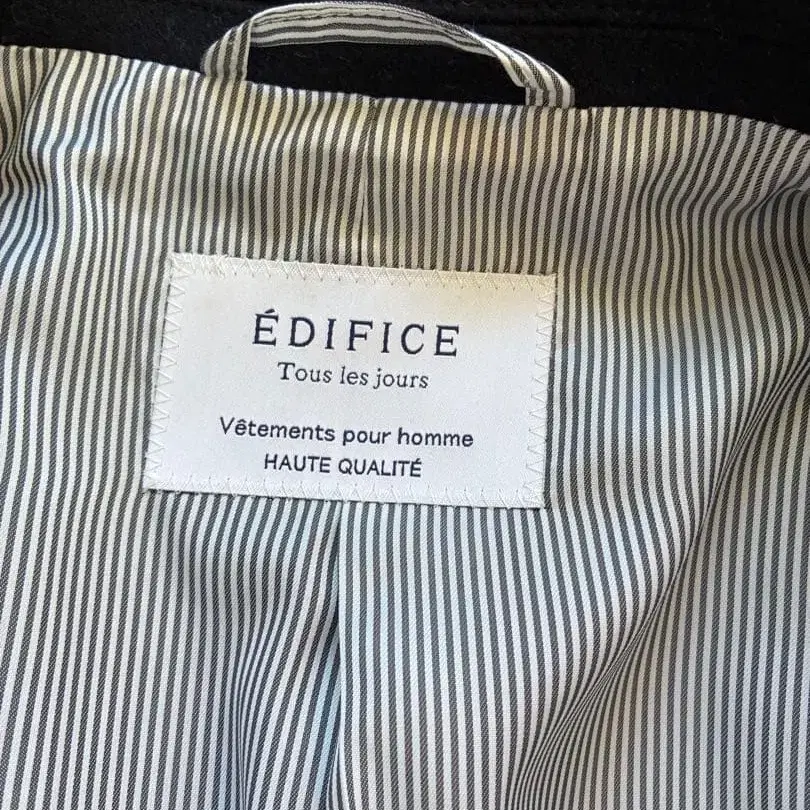 ÉDIFICE
Tous les jours
Vêtements pour homme
HAUTE QUALITÉ